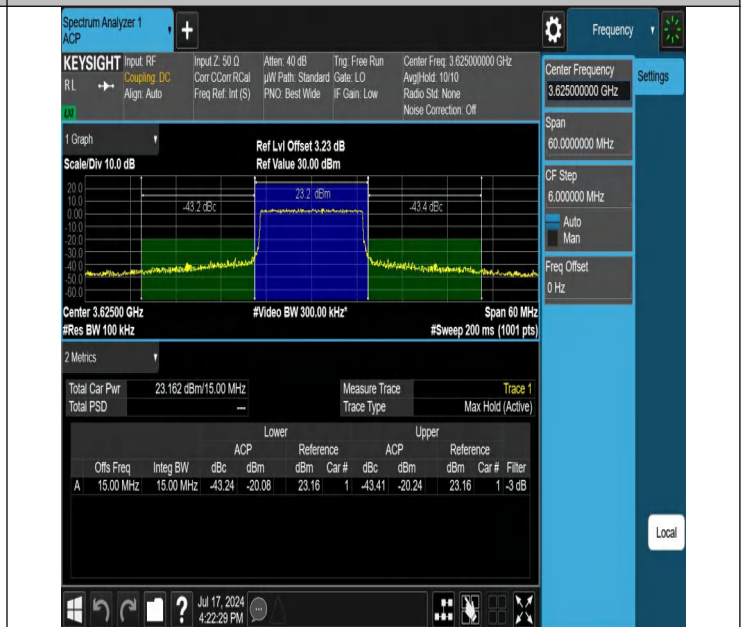 Spectrum Analyzer 1
ACP
+
Frequency
KEYSIGHT Input: RF Input Z: 50 Ω Atten: 40 dB Trig: Free Run Center Freq: 3.625000000 GHz
RL Coupling: DC Corr CCorr RCal µW Path: Standard Gate: LO Avg|Hold: 10/10
Align: Auto Freq Ref: Int (S) PNO: Best Wide IF Gain: Low Radio Std: None
LXI Noise Correction: Off
Center Frequency
3.625000000 GHz
Settings
Span
60.0000000 MHz
CF Step
6.000000 MHz
Auto
Man
Freq Offset
0 Hz
1 Graph
Ref Lvl Offset 3.23 dB
Scale/Div 10.0 dB Ref Value 30.00 dBm
20.0
10.0
0.00
-10.0
-20.0
-30.0
-40.0
-50.0
-60.0
-43.2 dBc 23.2 dBm -43.4 dBc
Center 3.62500 GHz #Video BW 300.00 kHz* Span 60 MHz
#Res BW 100 kHz #Sweep 200 ms (1001 pts)
2 Metrics
Total Car Pwr 23.162 dBm/15.00 MHz Measure Trace Trace 1
Total PSD --- Trace Type Max Hold (Active)
Lower Upper
ACP Reference ACP Reference
Offs Freq Integ BW dBc dBm dBm Car # dBc dBm dBm Car # Filter
A 15.00 MHz 15.00 MHz -43.24 -20.08 23.16 1 -43.41 -20.24 23.16 1 -3 dB
Local
? Jul 17, 2024
4:22:29 PM